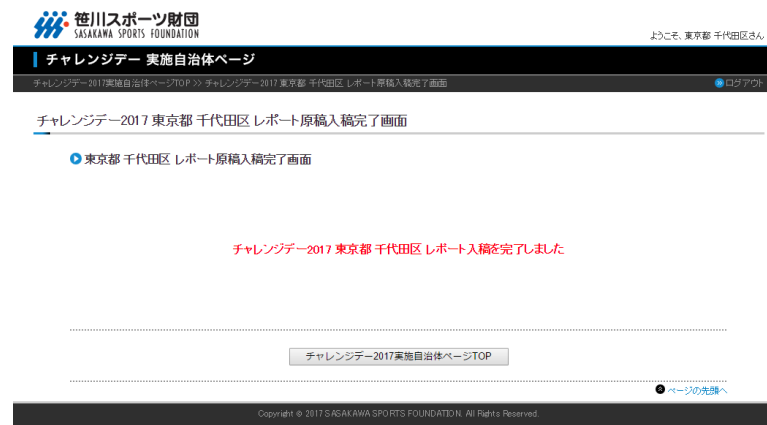 笹川スポーツ財団
SASAKAWA SPORTS FOUNDATION
ようこそ、東京都 千代田区さん
チャレンジデー 実施自治体ページ
チャレンジデー2017実施自治体ページTOP >> チャレンジデー2017 東京都 千代田区 レポート原稿入稿完了画面
ログアウト
チャレンジデー2017 東京都 千代田区 レポート原稿入稿完了画面
東京都 千代田区 レポート原稿入稿完了画面
チャレンジデー2017 東京都 千代田区 レポート入稿を完了しました
チャレンジデー2017実施自治体ページTOP
ページの先頭へ
Copyright © 2017 SASAKAWA SPORTS FOUNDATION. All Rights Reserved.